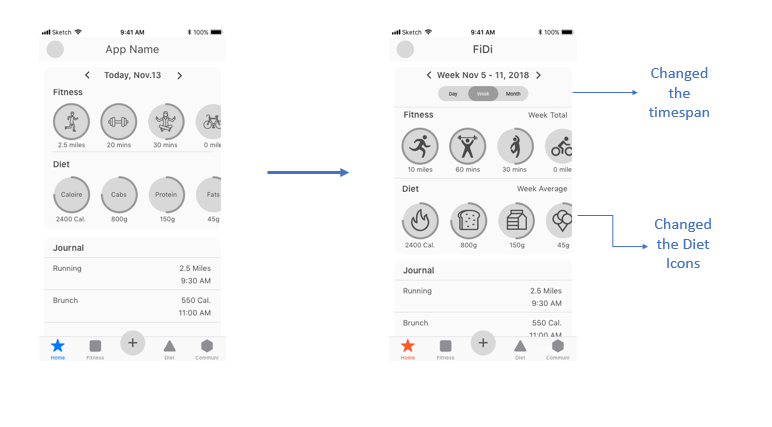 Sketch 9:41 AM 100%
App Name
Today, Nov.13
Fitness
2.5 miles 20 mins 30 mins 0 mile
Diet
Caloire Cabs Protein Fats
2400 Cal. 800g 150g 45g
Journal
Running 2.5 Miles
9:30 AM
Brunch 550 Cal.
11:00 AM
+
Home Fitness Diet Communi
Sketch 9:41 AM 100%
FiDi
Week Nov 5 - 11, 2018
Day Week Month
Fitness Week Total
10 miles 60 mins 30 mins 0 mile
Diet Week Average
2400 Cal. 800g 150g 45g
Journal
Running 2.5 Miles
9:30 AM
Brunch 550 Cal.
11:00 AM
+
Home Fitness Diet Communi
Changed
the
timespan
Changed
the Diet
Icons